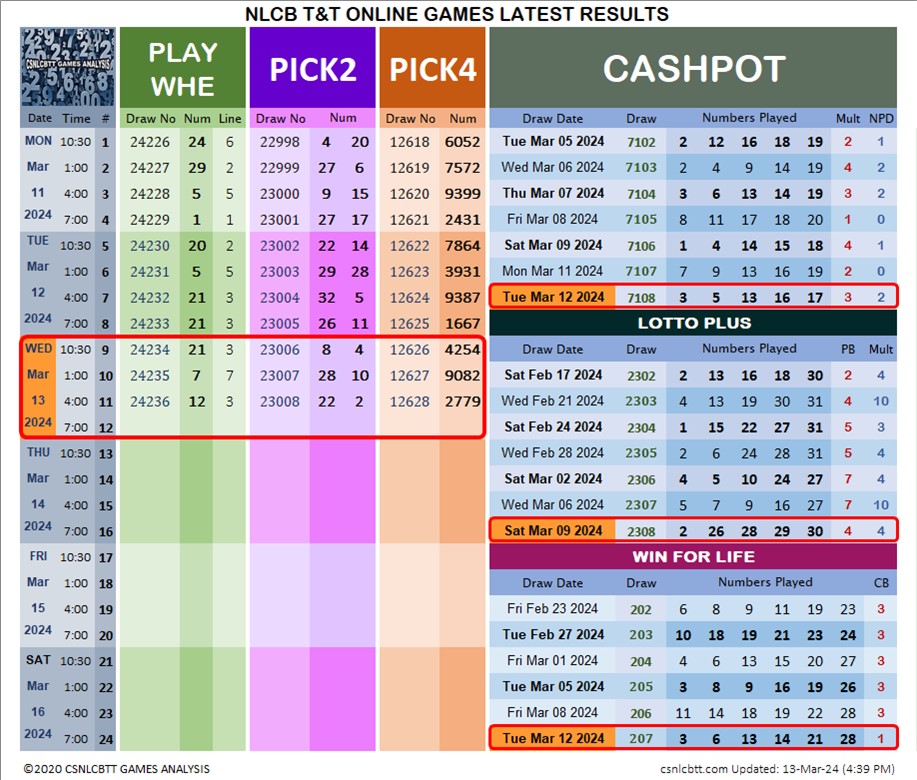 NLCB T&T ONLINE GAMES LATEST RESULTS
CSNLCBTT GAMES ANALYSIS
PLAY WHE PICK2 PICK4 CASHPOT
Date Time # Draw No Num Line Draw No Num Draw No Num
MON 10:30 1 24226 24 6 22998 4 20 12618 6052
Mar 1:00 2 24227 29 2 22999 27 6 12619 7572
11 4:00 3 24228 5 5 23000 9 15 12620 9399
2024 7:00 4 24229 1 1 23001 27 17 12621 2431
TUE 10:30 5 24230 20 2 23002 22 14 12622 7864
Mar 1:00 6 24231 5 5 23003 29 28 12623 3931
12 4:00 7 24232 21 3 23004 32 5 12624 9387
2024 7:00 8 24233 21 3 23005 26 11 12625 1667
WED 10:30 9 24234 21 3 23006 8 4 12626 4254
Mar 1:00 10 24235 7 7 23007 28 10 12627 9082
13 4:00 11 24236 12 3 23008 22 2 12628 2779
2024 7:00 12
THU 10:30 13
Mar 1:00 14
14 4:00 15
2024 7:00 16
FRI 10:30 17
Mar 1:00 18
15 4:00 19
2024 7:00 20
SAT 10:30 21
Mar 1:00 22
16 4:00 23
2024 7:00 24
Draw Date Draw Numbers Played Mult NPD
Tue Mar 05 2024 7102 2 12 16 18 19 2 1
Wed Mar 06 2024 7103 2 4 9 14 19 4 2
Thu Mar 07 2024 7104 3 6 13 14 19 3 2
Fri Mar 08 2024 7105 8 11 17 18 20 1 0
Sat Mar 09 2024 7106 1 4 14 15 18 4 1
Mon Mar 11 2024 7107 7 9 13 16 19 2 0
Tue Mar 12 2024 7108 3 5 13 16 17 3 2
LOTTO PLUS
Draw Date Draw Numbers Played PB Mult
Sat Feb 17 2024 2302 2 13 16 18 30 2 4
Wed Feb 21 2024 2303 4 13 19 30 31 4 10
Sat Feb 24 2024 2304 1 15 22 27 31 5 3
Wed Feb 28 2024 2305 2 6 24 28 31 5 4
Sat Mar 02 2024 2306 4 5 10 24 27 7 4
Wed Mar 06 2024 2307 5 7 9 16 27 7 10
Sat Mar 09 2024 2308 2 26 28 29 30 4 4
WIN FOR LIFE
Draw Date Draw Numbers Played CB
Fri Feb 23 2024 202 6 8 9 11 19 23 3
Tue Feb 27 2024 203 10 18 19 21 23 24 3
Fri Mar 01 2024 204 4 6 13 15 20 27 3
Tue Mar 05 2024 205 3 8 9 16 19 26 3
Fri Mar 08 2024 206 11 14 18 19 22 28 3
Tue Mar 12 2024 207 3 6 13 14 21 28 1
©2020 CSNLCBTT GAMES ANALYSIS
csnlcbtt.com Updated: 13-Mar-24 (4:39 PM)